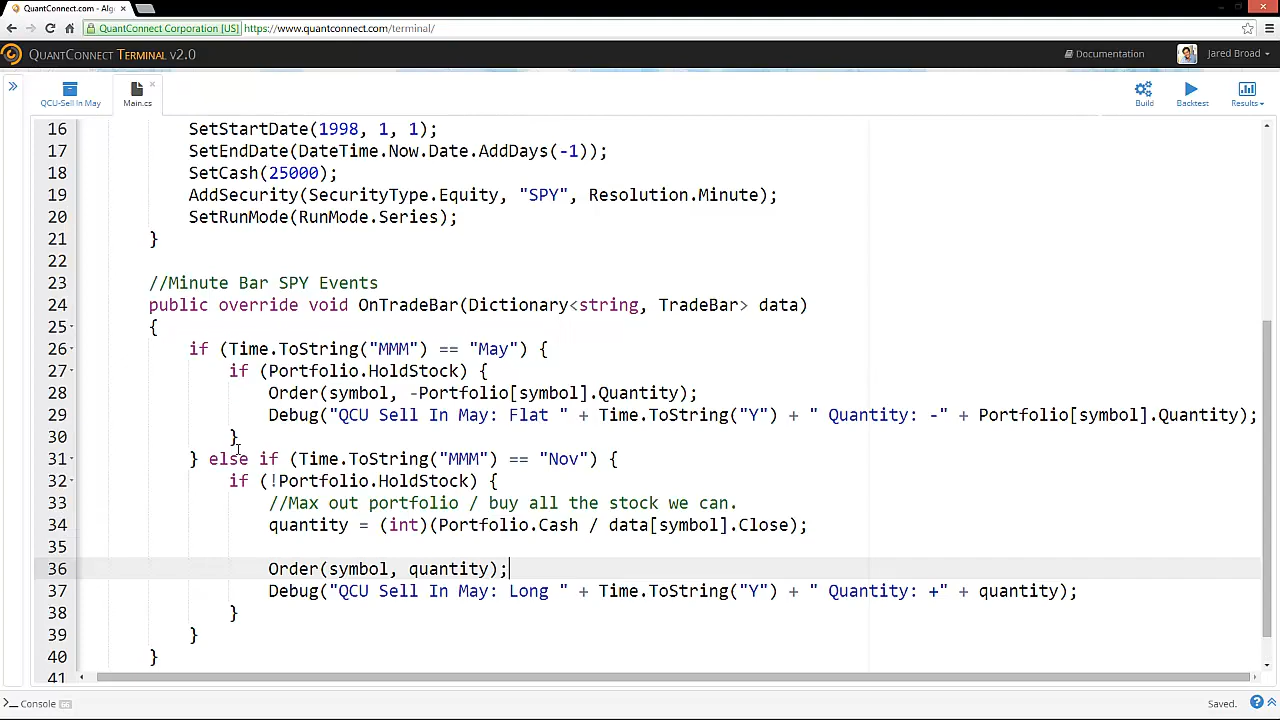 QuantConnect.com - Alg
QuantConnect Corporation [US] https://www.quantconnect.com/terminal/
QUANTCONNECT TERMINAL V2.0
Documentation
Jared Broad
QCU-Sell In May
Main.cs
Build
Backtest
Results
16 SetStartDate(1998, 1, 1);
17 SetEndDate(DateTime.Now.Date.AddDays(-1));
18 SetCash(25000);
19 AddSecurity(SecurityType.Equity, "SPY", Resolution.Minute);
20 SetRunMode(RunMode.Series);
21 }
22
23 //Minute Bar SPY Events
24 public override void OnTradeBar(Dictionary<string, TradeBar> data)
25 {
26 if (Time.ToString("MMM") == "May") {
27 if (Portfolio.HoldStock) {
28 Order(symbol, -Portfolio[symbol].Quantity);
29 Debug("QCU Sell In May: Flat " + Time.ToString("Y") + " Quantity: -" + Portfolio[symbol].Quantity);
30 }
31 } else if (Time.ToString("MMM") == "Nov") {
32 if (!Portfolio.HoldStock) {
33 //Max out portfolio / buy all the stock we can.
34 quantity = (int)(Portfolio.Cash / data[symbol].Close);
35
36 Order(symbol, quantity);
37 Debug("QCU Sell In May: Long " + Time.ToString("Y") + " Quantity: +" + quantity);
38 }
39 }
40 }
41
Console
Saved.